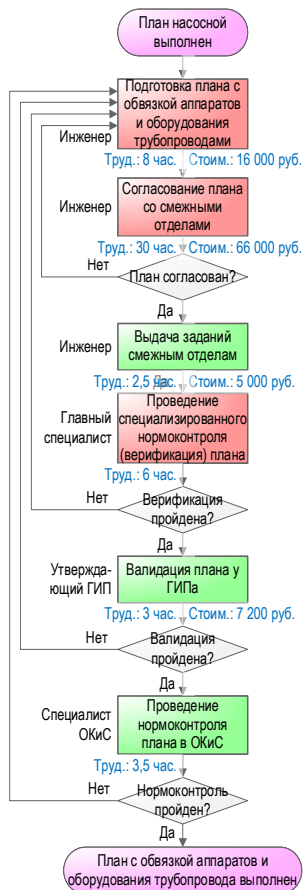 План насосной
выполнен
Подготовка плана с
обвязкой аппаратов
и оборудования
трубопроводами
Инженер
Труд.: 8 час. Стоим.: 16 000 руб.
Согласование плана
со смежными
отделами
Инженер
Труд.: 30 час. Стоим.: 66 000 руб.
Нет
План согласован?
Да
Выдача заданий
смежным отделам
Инженер
Труд.: 2,5 час. Стоим.: 5 000 руб.
Да
Проведение
специализированного
нормоконтроля
(верификация) плана
Главный
специалист
Труд.: 6 час.
Нет
Верификация
пройдена?
Да
Валидация плана у
ГИПа
Утвержда-
ющий ГИП
Труд.: 3 час. Стоим.: 7 200 руб.
Нет
Валидация
пройдена?
Да
Проведение
нормоконтроля
плана в ОКиС
Специалист
ОКиС
Труд.: 3,5 час.
Нет
Нормоконтроль
пройден?
Да
План с обвязкой аппаратов и
оборудования трубопровода выполнен